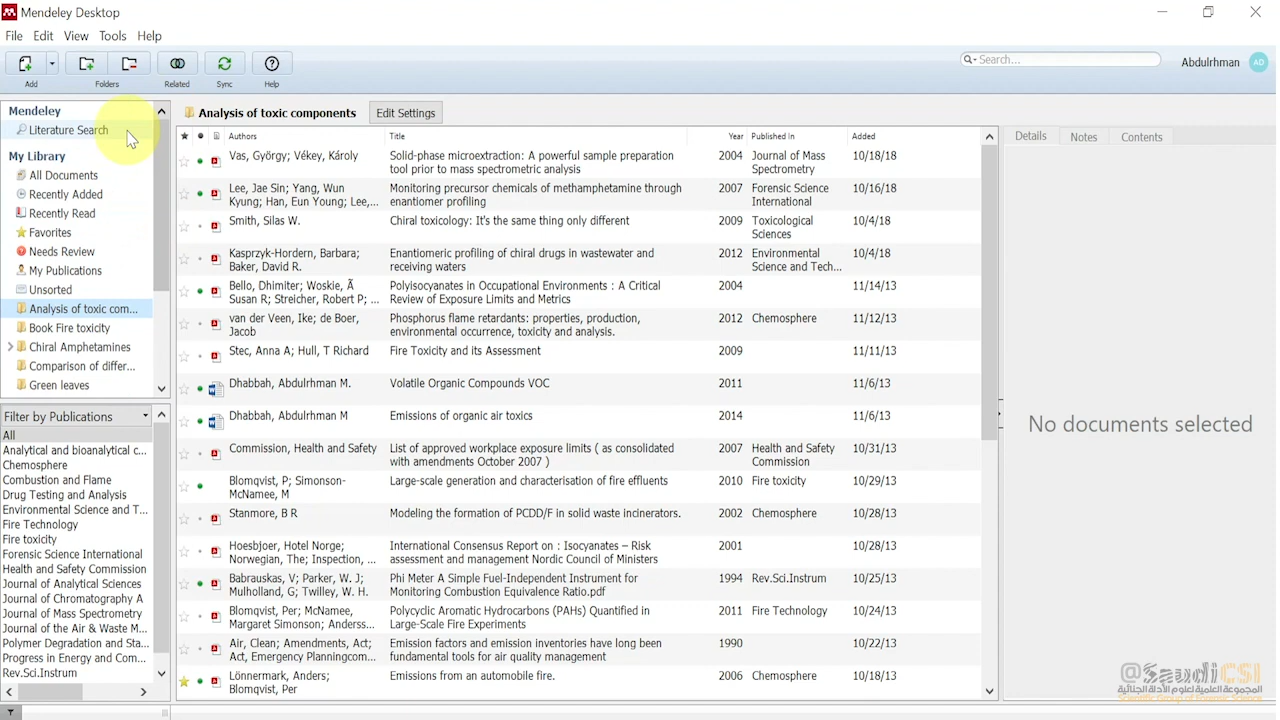 Mendeley Desktop
File Edit View Tools Help
Search...
Abdulrhman AD
Add Folders Related Sync Help
Mendeley
Literature Search
My Library
All Documents
Recently Added
Recently Read
Favorites
Needs Review
My Publications
Unsorted
Analysis of toxic com...
Book Fire toxicity
Chiral Amphetamines
Comparison of differ...
Green leaves
Filter by Publications
All
Analytical and bioanalytical c...
Chemosphere
Combustion and Flame
Drug Testing and Analysis
Environmental Science and T...
Fire Technology
Fire toxicity
Forensic Science International
Health and Safety Commission
Journal of Analytical Sciences
Journal of Chromatography A
Journal of Mass Spectrometry
Journal of the Air & Waste M...
Polymer Degradation and Sta...
Progress in Energy and Com...
Rev.Sci.Instrum
Analysis of toxic components Edit Settings
Authors Title Year Published In Added
Vas, György; Vékey, Károly Solid-phase microextraction: A powerful sample preparation 2004 Journal of Mass 10/18/18
tool prior to mass spectrometric analysis Spectrometry
Lee, Jae Sin; Yang, Wun Monitoring precursor chemicals of methamphetamine through 2007 Forensic Science 10/16/18
Kyung; Han, Eun Young; Lee,... enantiomer profiling International
Smith, Silas W. Chiral toxicology: It's the same thing only different 2009 Toxicological 10/4/18
Sciences
Kasprzyk-Hordern, Barbara; Enantiomeric profiling of chiral drugs in wastewater and 2012 Environmental 10/4/18
Baker, David R. receiving waters Science and Tech...
Bello, Dhimiter; Woskie, Ã Polyisocyanates in Occupational Environments : A Critical 2004 11/14/13
Susan R; Streicher, Robert P; ... Review of Exposure Limits and Metrics
van der Veen, Ike; de Boer, Phosphorus flame retardants: properties, production, 2012 Chemosphere 11/12/13
Jacob environmental occurrence, toxicity and analysis.
Stec, Anna A; Hull, T Richard Fire Toxicity and its Assessment 2009 11/11/13
Dhabbah, Abdulrhman M. Volatile Organic Compounds VOC 2011 11/6/13
Dhabbah, Abdulrhman M Emissions of organic air toxics 2014 11/6/13
Commission, Health and Safety List of approved workplace exposure limits ( as consolidated 2007 Health and Safety 10/31/13
with amendments October 2007 ) Commission
Blomqvist, P; Simonson- Large-scale generation and characterisation of fire effluents 2010 Fire toxicity 10/29/13
McNamee, M
Stanmore, B R Modeling the formation of PCDD/F in solid waste incinerators. 2002 Chemosphere 10/28/13
Hoesbjoer, Hotel Norge; International Consensus Report on : Isocyanates – Risk 2001 10/28/13
Norwegian, The; Inspection, ... assessment and management Nordic Council of Ministers
Babrauskas, V; Parker, W. J; Phi Meter A Simple Fuel-Independent Instrument for 1994 Rev.Sci.Instrum 10/25/13
Mulholland, G; Twilley, W. H. Monitoring Combustion Equivalence Ratio.pdf
Blomqvist, Per; McNamee, Polycyclic Aromatic Hydrocarbons (PAHs) Quantified in 2011 Fire Technology 10/24/13
Margaret Simonson; Anderss... Large-Scale Fire Experiments
Air, Clean; Amendments, Act; Emission factors and emission inventories have long been 1990 10/22/13
Act, Emergency Planningcom... fundamental tools for air quality management
Lönnermark, Anders; Emissions from an automobile fire. 2006 Chemosphere 10/18/13
Blomqvist, Per
Details Notes Contents
No documents selected
@SaudiCSI
المجموعة العلمية لعلوم الأدلة الجنائية
Scientific Group of Forensic Science